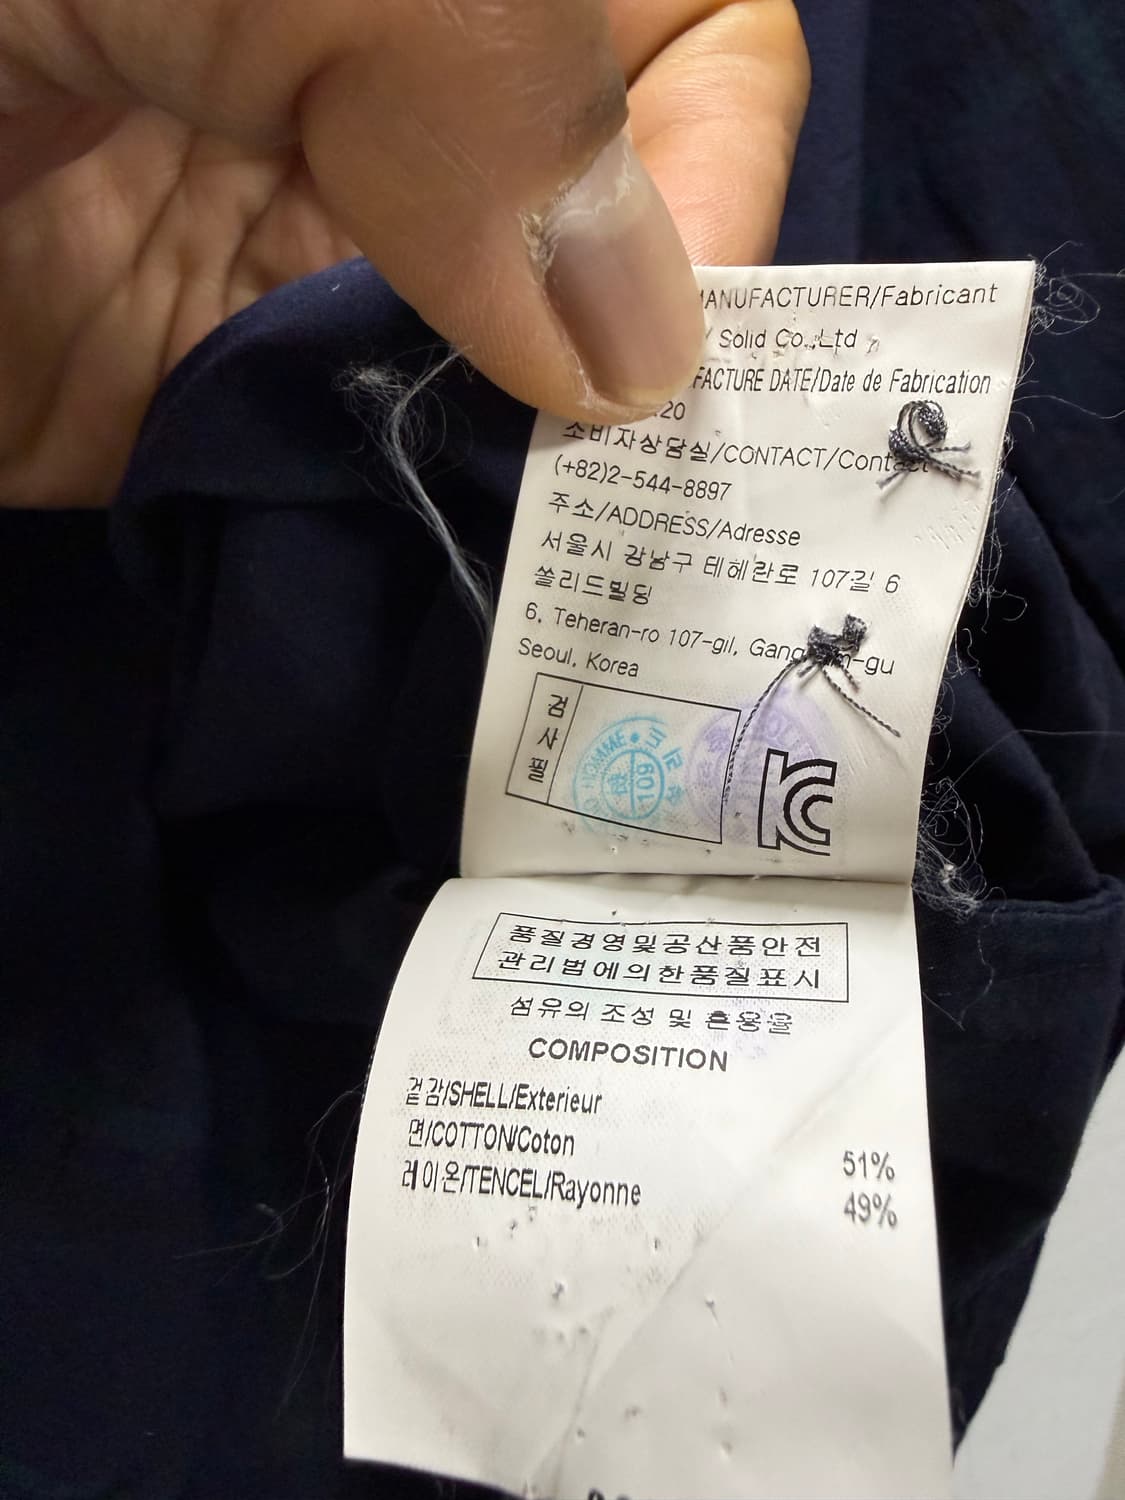 MANUFACTURER/Fabricant
/ Solid Co.,Ltd
FACTURE DATE/Date de Fabrication
.20
소비자상담실/CONTACT/Contact
(+82)2-544-8897
주소/ADDRESS/Adresse
서울시 강남구 테헤란로 107길 6
쏠리드빌딩
6, Teheran-ro 107-gil, Gangnam-gu
Seoul, Korea
검사필
HOMME
109
품질경영및공산품안전
관리법에의한품질표시
섬유의 조성 및 혼용율
COMPOSITION
겉감/SHELL/Exterieur
면/COTTON/Coton 51%
레이온/TENCEL/Rayonne 49%